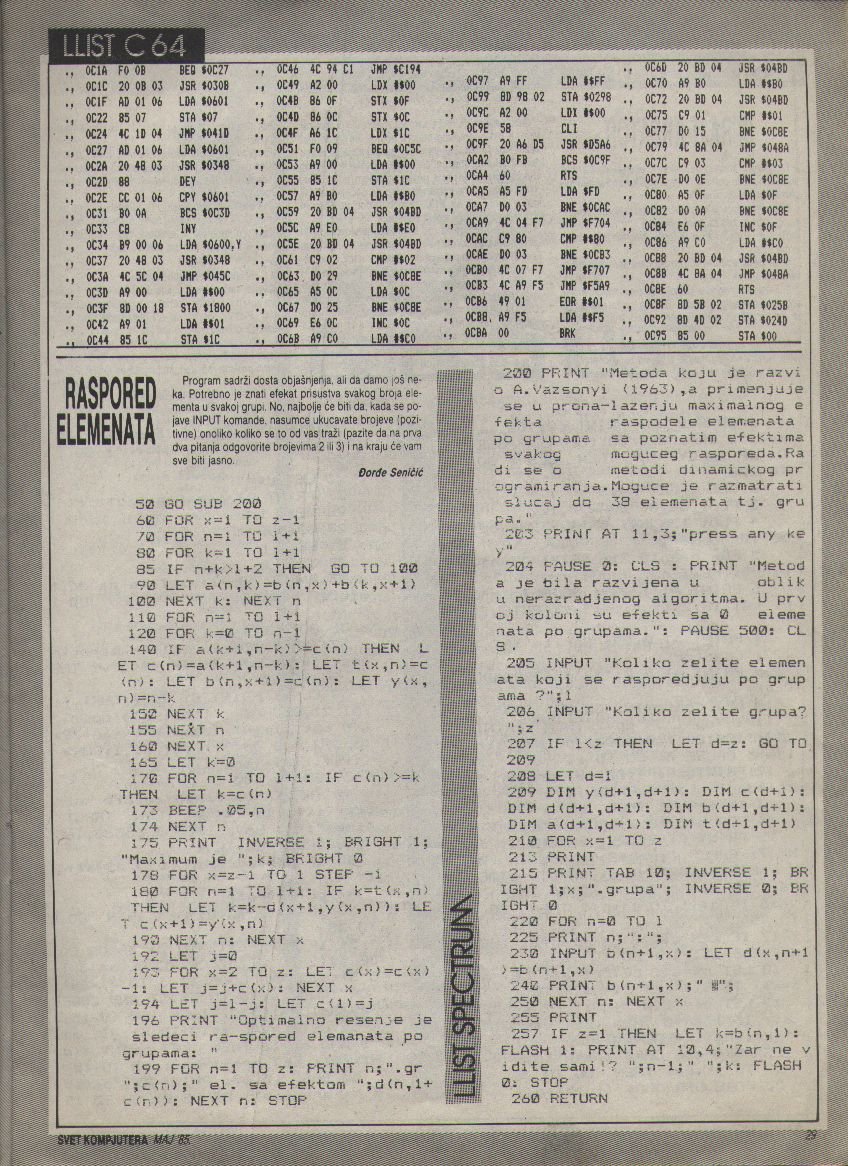 LLIST C 64
., 0C1A F0 0B BEQ $0C27
., 0C1C 20 0B 03 JSR $030B
., 0C1F AD 01 06 LDA $0601
., 0C22 85 07 STA $07
., 0C24 4C 1D 04 JMP $041D
., 0C27 AD 01 06 LDA $0601
., 0C2A 20 48 03 JSR $0348
., 0C2D 88 DEY
., 0C2E CC 01 06 CPY $0601
., 0C31 B0 0A BCS $0C3D
., 0C33 C8 INY
., 0C34 B9 00 06 LDA $0600,Y
., 0C37 20 48 03 JSR $0348
., 0C3A 4C 5C 04 JMP $045C
., 0C3D A9 00 LDA #$00
., 0C3F 8D 00 18 STA $1800
., 0C42 A9 01 LDA #$01
., 0C44 85 1C STA $1C
., 0C46 4C 94 C1 JMP $C194
., 0C49 A2 00 LDX #$00
., 0C4B 86 0F STX $0F
., 0C4D 86 0C STX $0C
., 0C4F A6 1C LDX $1C
., 0C51 F0 09 BEQ $0C5C
., 0C53 A9 00 LDA #$00
., 0C55 85 1C STA $1C
., 0C57 A9 B0 LDA #$B0
., 0C59 20 BD 04 JSR $04BD
., 0C5C A9 E0 LDA #$E0
., 0C5E 20 BD 04 JSR $04BD
., 0C61 C9 02 CMP #$02
., 0C63 D0 29 BNE $0C8E
., 0C65 A5 0C LDA $0C
., 0C67 D0 25 BNE $0C8E
., 0C69 E6 0C INC $0C
., 0C6B A9 C0 LDA #$C0
., 0C97 A9 FF LDA #$FF
., 0C99 8D 98 02 STA $0298
., 0C9C A2 00 LDX #$00
., 0C9E 58 CLI
., 0C9F 20 A6 D5 JSR $D5A6
., 0CA2 B0 FB BCS $0C9F
., 0CA4 60 RTS
., 0CA5 A5 FD LDA $FD
., 0CA7 D0 03 BNE $0CAC
., 0CA9 4C 04 F7 JMP $F704
., 0CAC C9 80 CMP #$80
., 0CAE D0 03 BNE $0CB3
., 0CB0 4C 07 F7 JMP $F707
., 0CB3 4C A9 F5 JMP $F5A9
., 0CB6 49 01 EOR #$01
., 0CB8 A9 F5 LDA #$F5
., 0CBA 00 BRK
., 0C6D 20 BD 04 JSR $04BD
., 0C70 A9 B0 LDA #$B0
., 0C72 20 BD 04 JSR $04BD
., 0C75 C9 01 CMP #$01
., 0C77 D0 15 BNE $0C8E
., 0C79 4C 8A 04 JMP $048A
., 0C7C C9 03 CMP #$03
., 0C7E D0 0E BNE $0C8E
., 0C80 A5 0F LDA $0F
., 0C82 D0 0A BNE $0C8E
., 0C84 E6 0F INC $0F
., 0C86 A9 C0 LDA #$C0
., 0C88 20 BD 04 JSR $04BD
., 0C8B 4C 8A 04 JMP $048A
., 0C8E 60 RTS
., 0C8F 8D 5B 02 STA $025B
., 0C92 8D 4D 02 STA $024D
., 0C95 85 00 STA $00
RASPORED
ELEMENATA
Program sadrži dosta objašnjenja, ali da damo još ne-
ka. Potrebno je znati efekat prisustva svakog broja ele-
menta u svakoj grupi. No, najbolje će biti da, kada se po-
jave INPUT komande, nasumce ukucavate brojeve (pozi-
tivne) onoliko koliko se to od vas traži (pazite da na prva
dva pitanja odgovorite brojevima 2 ili 3) i na kraju će vam
sve biti jasno.
Đorđe Seničić
50 GO SUB 200
60 FOR x=1 TO z-1
70 FOR n=1 TO l+1
80 FOR k=1 TO l+1
85 IF n+k>l+2 THEN GO TO 100
90 LET a(n,k)=b(n,x)+b(k,x+1)
100 NEXT k: NEXT n
110 FOR n=1 TO l+1
120 FOR k=0 TO n-1
140 IF a(k+1,n-k)>=c(n) THEN L
ET c(n)=a(k+1,n-k): LET t(x,n)=c
(n): LET b(n,x+1)=c(n): LET y(x,
n)=n-k
150 NEXT k
155 NEXT n
160 NEXT x
165 LET k=0
170 FOR n=1 TO l+1: IF c(n)>=k
THEN LET k=c(n)
173 BEEP .05,n
174 NEXT n
175 PRINT INVERSE 1; BRIGHT 1;
"Maximum je ";k; BRIGHT 0
178 FOR x=z-1 TO 1 STEP -1
180 FOR n=1 TO l+1: IF k=t(x,n)
THEN LET k=k-d(x+1,y(x,n)): LE
T c(x+1)=y(x,n)
190 NEXT n: NEXT x
192 LET j=0
193 FOR x=2 TO z: LET c(x)=c(x)
-1: LET j=j+c(x): NEXT x
194 LET j=l-j: LET c(1)=j
196 PRINT "Optimalno resenje je
sledeci ra-spored elemanata po
grupama: "
199 FOR n=1 TO z: PRINT n;".gr
";c(n);" el. sa efektom ";d(n,1+
c(n)): NEXT n: STOP
LLIST SPECTRUM
200 PRINT "Metoda koju je razvi
o A.Vazsonyi (1963),a primenjuje
se u prona-lazenju maximalnog e
fekta raspodele elemenata
po grupama sa poznatim efektima
svakog moguceg rasporeda.Ra
di se o metodi dinamickog pr
ogramiranja.Moguce je razmatrati
slucaj do 38 elemenata tj. gru
pa."
203 PRINT AT 11,3;"press any ke
y"
204 PAUSE 0: CLS : PRINT "Metod
a je bila razvijena u oblik
u nerazradjenog algoritma. U prv
oj koloni su efekti sa 0 eleme
nata po grupama.": PAUSE 500: CL
S .
205 INPUT "Koliko zelite elemen
ata koji se rasporedjuju po grup
ama ?";l
206 INPUT "Koliko zelite grupa?
";z
207 IF l<z THEN LET d=z: GO TO
209
208 LET d=l
209 DIM y(d+1,d+1): DIM c(d+1):
DIM d(d+1,d+1): DIM b(d+1,d+1):
DIM a(d+1,d+1): DIM t(d+1,d+1)
210 FOR x=1 TO z
213 PRINT
215 PRINT TAB 10; INVERSE 1; BR
IGHT 1;x;".grupa"; INVERSE 0; BR
IGHT 0
220 FOR n=0 TO l
225 PRINT n;":";
230 INPUT b(n+1,x): LET d(x,n+1
)=b(n+1,x)
240 PRINT b(n+1,x);" ▒";
250 NEXT n: NEXT x
255 PRINT
257 IF z=1 THEN LET k=b(n,1):
FLASH 1: PRINT AT 10,4;"Zar ne v
idite sami!? ";n-1;" ";k: FLASH
0: STOP
260 RETURN
SVET KOMPJUTERA MAJ '85.
29